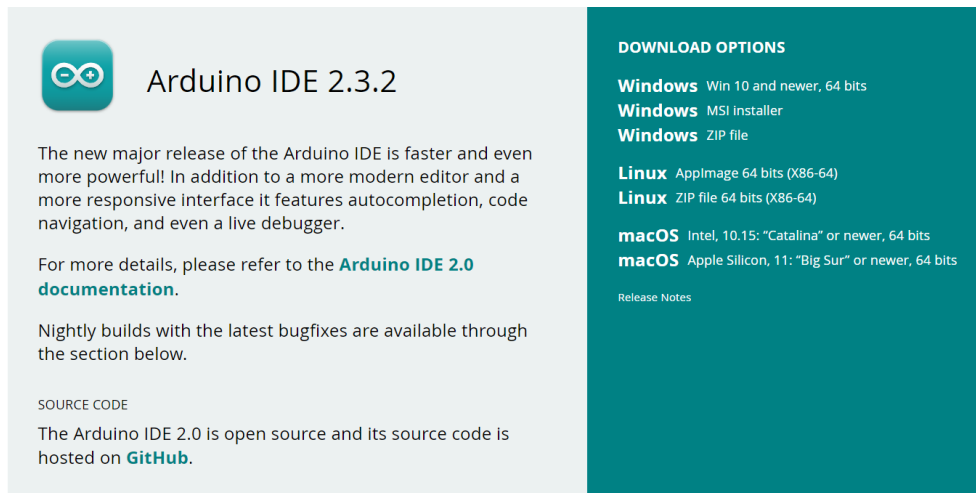 Arduino IDE 2.3.2
The new major release of the Arduino IDE is faster and even
more powerful! In addition to a more modern editor and a
more responsive interface it features autocompletion, code
navigation, and even a live debugger.
For more details, please refer to the Arduino IDE 2.0
documentation.
Nightly builds with the latest bugfixes are available through
the section below.
SOURCE CODE
The Arduino IDE 2.0 is open source and its source code is
hosted on GitHub.
DOWNLOAD OPTIONS
Windows Win 10 and newer, 64 bits
Windows MSI installer
Windows ZIP file
Linux AppImage 64 bits (X86-64)
Linux ZIP file 64 bits (X86-64)
macOS Intel, 10.15: “Catalina” or newer, 64 bits
macOS Apple Silicon, 11: “Big Sur” or newer, 64 bits
Release Notes